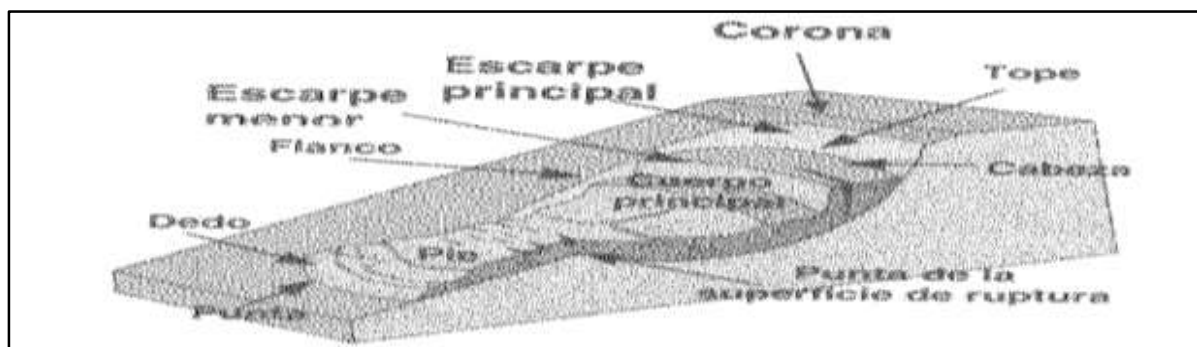 Corona
Escarpe
principal
Tope
Escarpe
menor
Flanco
Cabeza
Cuerpo
principal
Dedo
Pie
Punta de la
superficie de ruptura
Punta